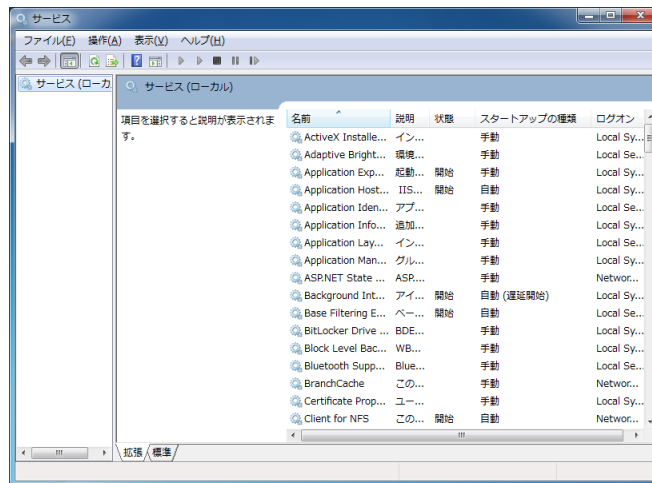 サービス
ファイル(F) 操作(A) 表示(V) ヘルプ(H)
サービス (ローカ
サービス (ローカル)
項目を選択すると説明が表示されま
す。
名前 説明 状態 スタートアップの種類 ログオン
ActiveX Installe... イン... 手動 Local Sy...
Adaptive Bright... 環境... 手動 Local Se...
Application Exp... 起動... 開始 手動 Local Sy...
Application Host... IIS... 開始 自動 Local Sy...
Application Iden... アプ... 手動 Local Se...
Application Info... 追加... 手動 Local Sy...
Application Lay... イン... 手動 Local Se...
Application Man... グル... 手動 Local Sy...
ASP.NET State ... ASP.... 手動 Networ...
Background Int... アイ... 開始 自動 (遅延開始) Local Sy...
Base Filtering E... ベー... 開始 自動 Local Se...
BitLocker Drive ... BDE... 手動 Local Sy...
Block Level Bac... WB... 手動 Local Sy...
Bluetooth Supp... Blue... 手動 Local Se...
BranchCache この... 手動 Networ...
Certificate Prop... ユー... 手動 Local Sy...
Client for NFS この... 開始 自動 Networ...
拡張 標準